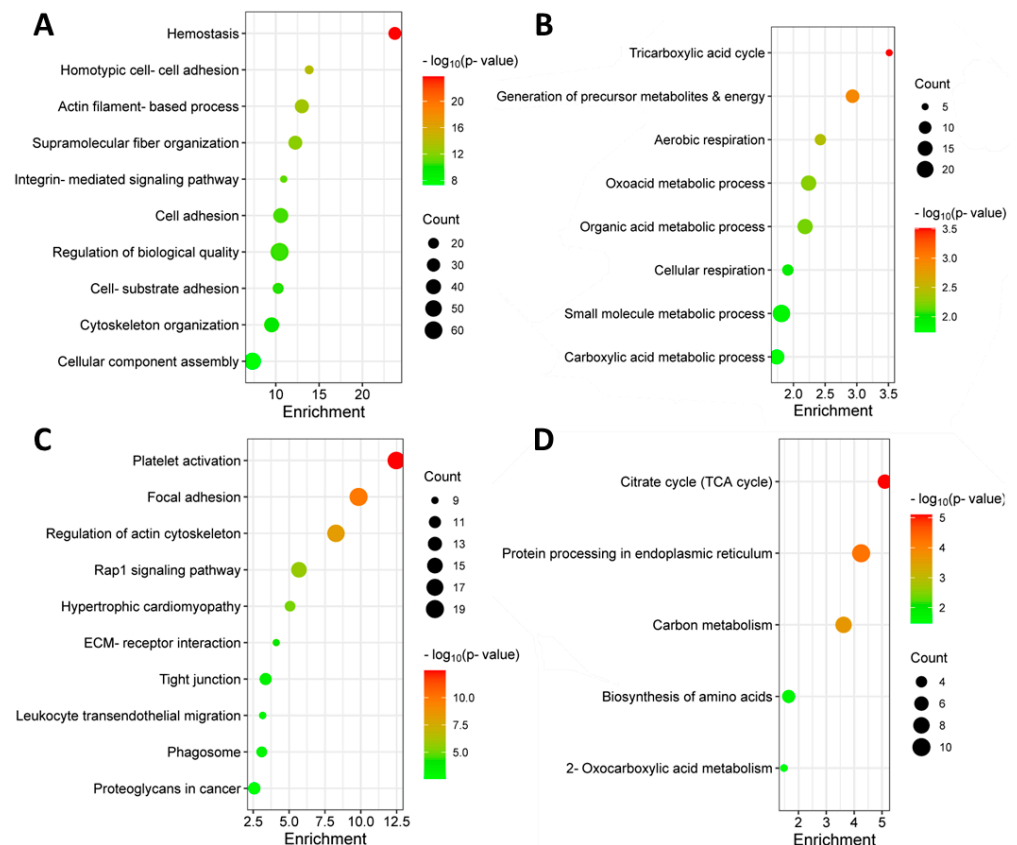 A
Hemostasis
Homotypic cell- cell adhesion
Actin filament- based process
Supramolecular fiber organization
Integrin- mediated signaling pathway
Cell adhesion
Regulation of biological quality
Cell- substrate adhesion
Cytoskeleton organization
Cellular component assembly
10 15 20
Enrichment
- log10(p- value)
20
16
12
8
Count
20
30
40
50
60
B
Tricarboxylic acid cycle
Generation of precursor metabolites & energy
Aerobic respiration
Oxoacid metabolic process
Organic acid metabolic process
Cellular respiration
Small molecule metabolic process
Carboxylic acid metabolic process
2.0 2.5 3.0 3.5
Enrichment
Count
5
10
15
20
- log10(p- value)
3.5
3.0
2.5
2.0
C
Platelet activation
Focal adhesion
Regulation of actin cytoskeleton
Rap1 signaling pathway
Hypertrophic cardiomyopathy
ECM- receptor interaction
Tight junction
Leukocyte transendothelial migration
Phagosome
Proteoglycans in cancer
2.5 5.0 7.5 10.0 12.5
Enrichment
Count
9
11
13
15
17
19
- log10(p- value)
10.0
7.5
5.0
D
Citrate cycle (TCA cycle)
Protein processing in endoplasmic reticulum
Carbon metabolism
Biosynthesis of amino acids
2- Oxocarboxylic acid metabolism
2 3 4 5
Enrichment
- log10(p- value)
5
4
3
2
Count
4
6
8
10